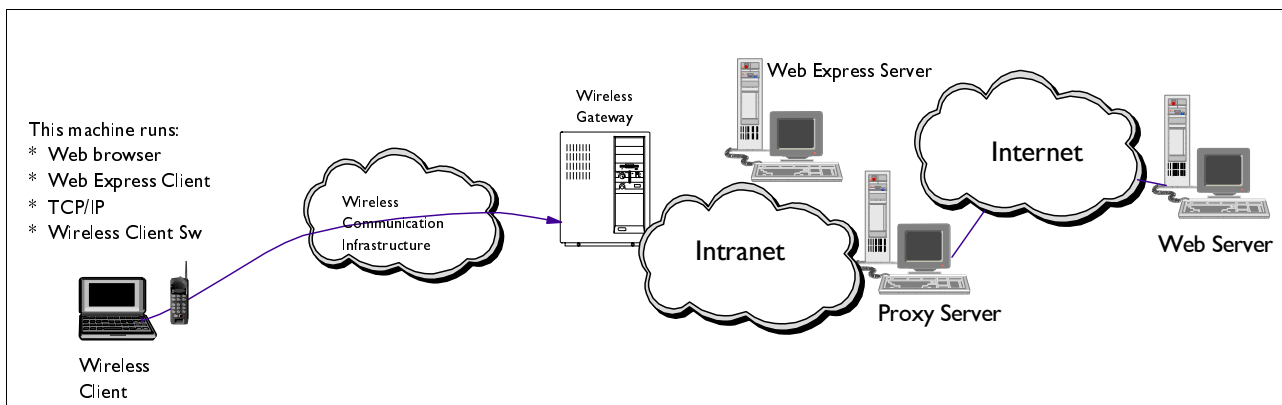 This machine runs:
* Web browser
* Web Express Client
* TCP/IP
* Wireless Client Sw
Wireless
Client
Wireless
Communication
Infrastructure
Wireless
Gateway
Web Express Server
Intranet
Proxy Server
Internet
Web Server